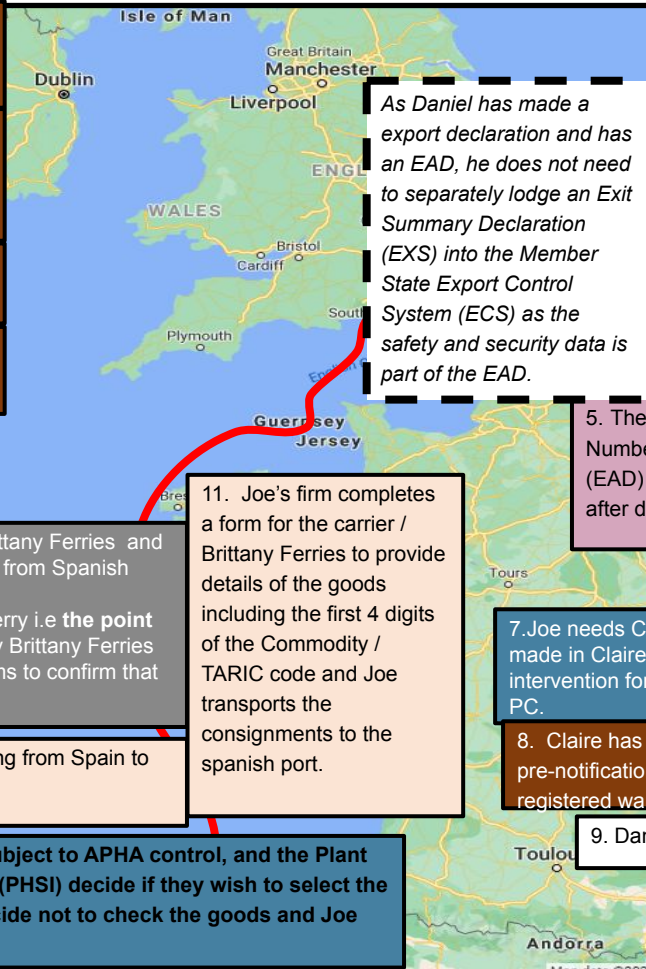 Isle of Man
Great Britain
Manchester
Dublin
Liverpool
As Daniel has made a
export declaration and has
an EAD, he does not need
to separately lodge an Exit
Summary Declaration
(EXS) into the Member
State Export Control
System (ECS) as the
safety and security data is
part of the EAD.
ENGL
WALES
Bristol
Cardiff
South
Plymouth
English C
Guernsey
Jersey
5. The
Numbe
(EAD)
after d
Bres
11. Joe's firm completes
a form for the carrier /
Brittany Ferries to provide
details of the goods
including the first 4 digits
of the Commodity /
TARIC code and Joe
transports the
consignments to the
spanish port.
ttany Ferries and
from Spanish
erry i.e the point
y Brittany Ferries
ns to confirm that
Tours
7.Joe needs C
made in Claire
intervention for
PC.
8. Claire has
pre-notificatio
registered wa
ng from Spain to
9. Dar
Toulou
ubject to APHA control, and the Plant
(PHSI) decide if they wish to select the
cide not to check the goods and Joe
Andorra